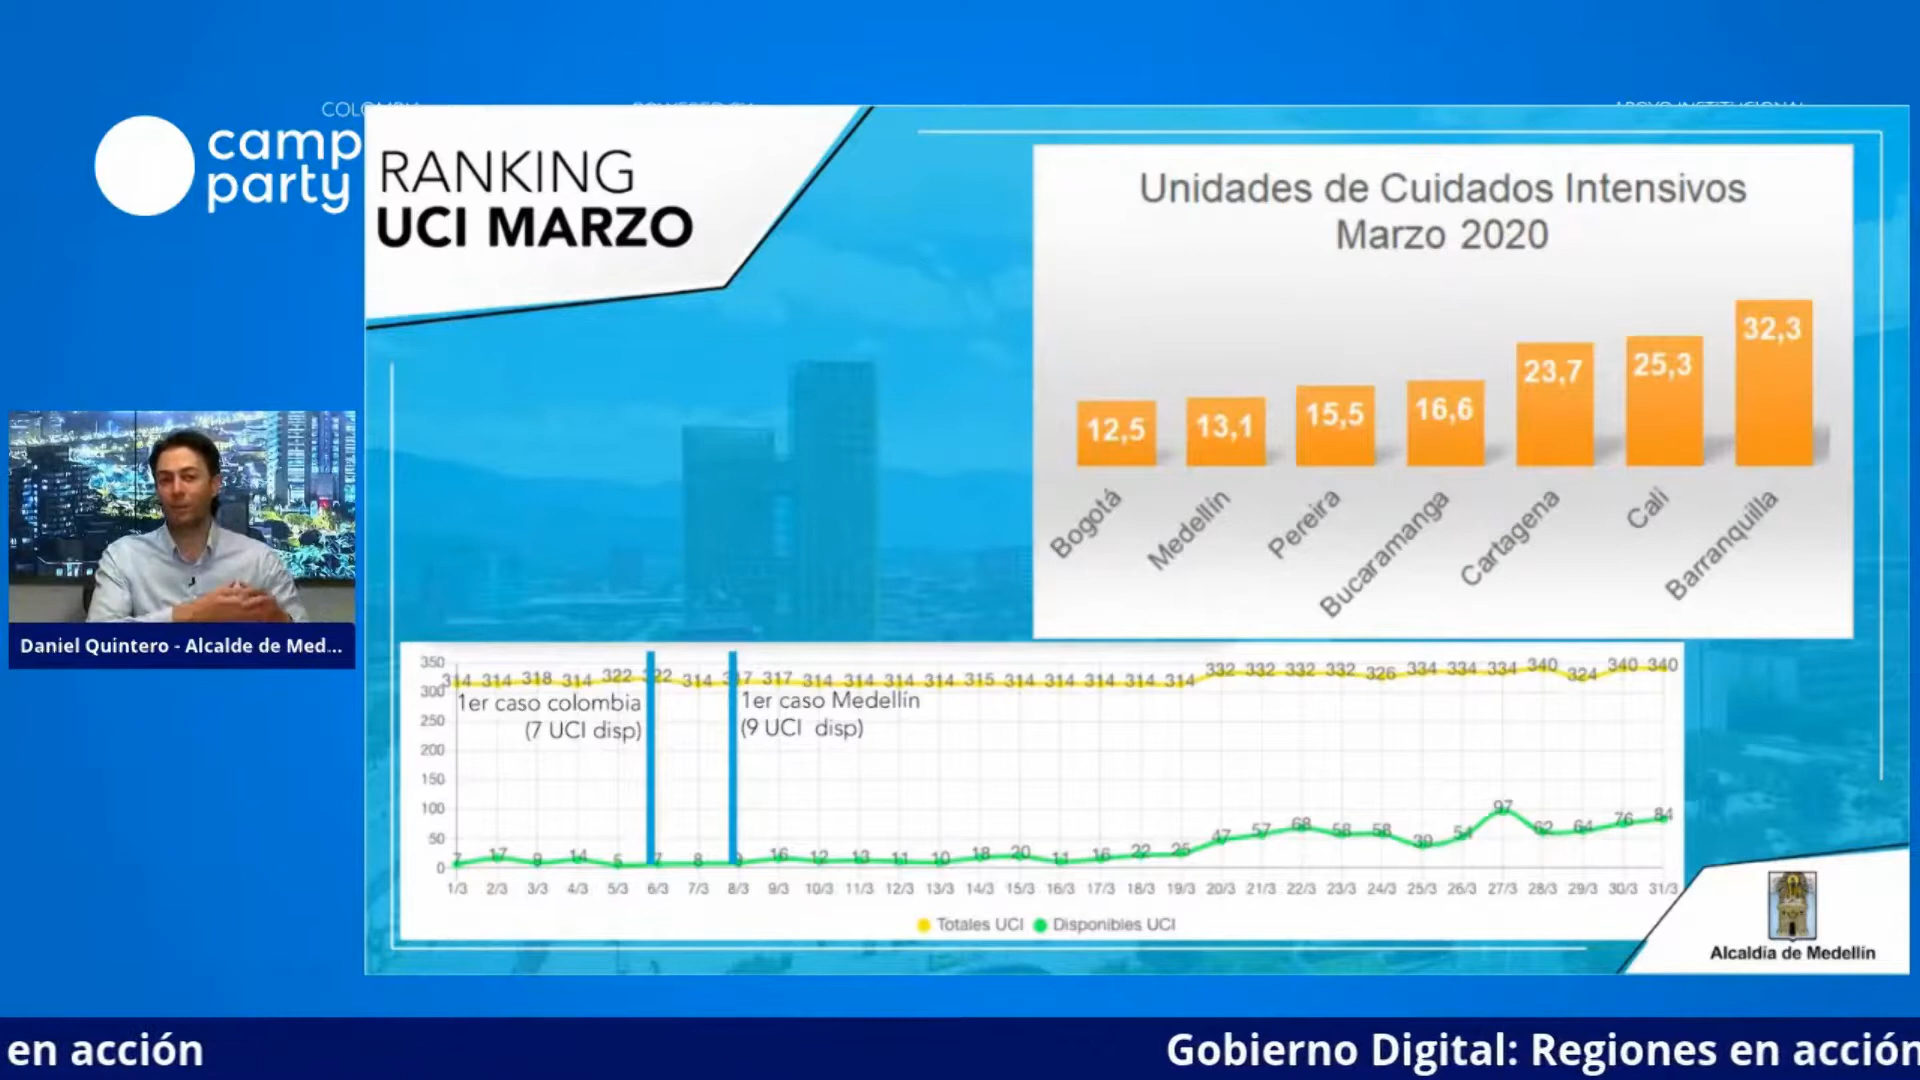 camp
party
RANKING
UCI MARZO
Unidades de Cuidados Intensivos
Marzo 2020
12,5 13,1 15,5 16,6 23,7 25,3 32,3
Bogotá Medellín Pereira Bucaramanga Cartagena Cali Barranquilla
Daniel Quintero - Alcalde de Med...
350
300
250
200
150
100
50
0
314 314 318 314 322 314 317 314 314 314 314 315 314 314 314 314 314 332 332 332 332 326 334 334 334 340 324 340 340
1er caso colombia
(7 UCI disp)
1er caso Medellín
(9 UCI disp)
7 17 9 14 5 7 8 9 16 12 13 11 10 18 20 11 16 22 25 47 57 68 58 58 39 54 97 62 64 76 84
1/3 2/3 3/3 4/3 5/3 6/3 7/3 8/3 9/3 10/3 11/3 12/3 13/3 14/3 15/3 16/3 17/3 18/3 19/3 20/3 21/3 22/3 23/3 24/3 25/3 26/3 27/3 28/3 29/3 30/3 31/3
Totales UCI Disponibles UCI
Alcaldía de Medellín
en acción Gobierno Digital: Regiones en acción